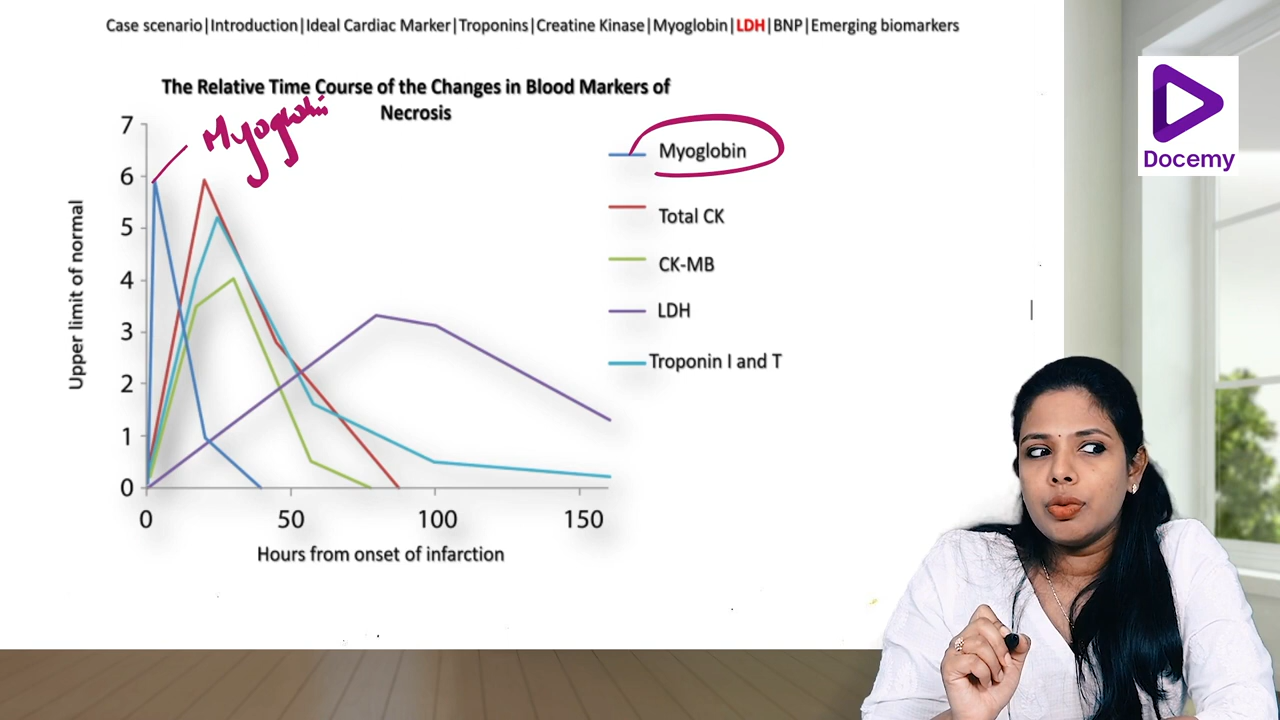 Case scenario|Introduction|Ideal Cardiac Marker|Troponins|Creatine Kinase|Myoglobin|LDH|BNP|Emerging biomarkers
The Relative Time Course of the Changes in Blood Markers of
Necrosis
Myoglobin
Upper limit of normal
7
6
5
4
3
2
1
0
0 50 100 150
Hours from onset of infarction
Myoglobin
Total CK
CK-MB
LDH
Troponin I and T
Docemy